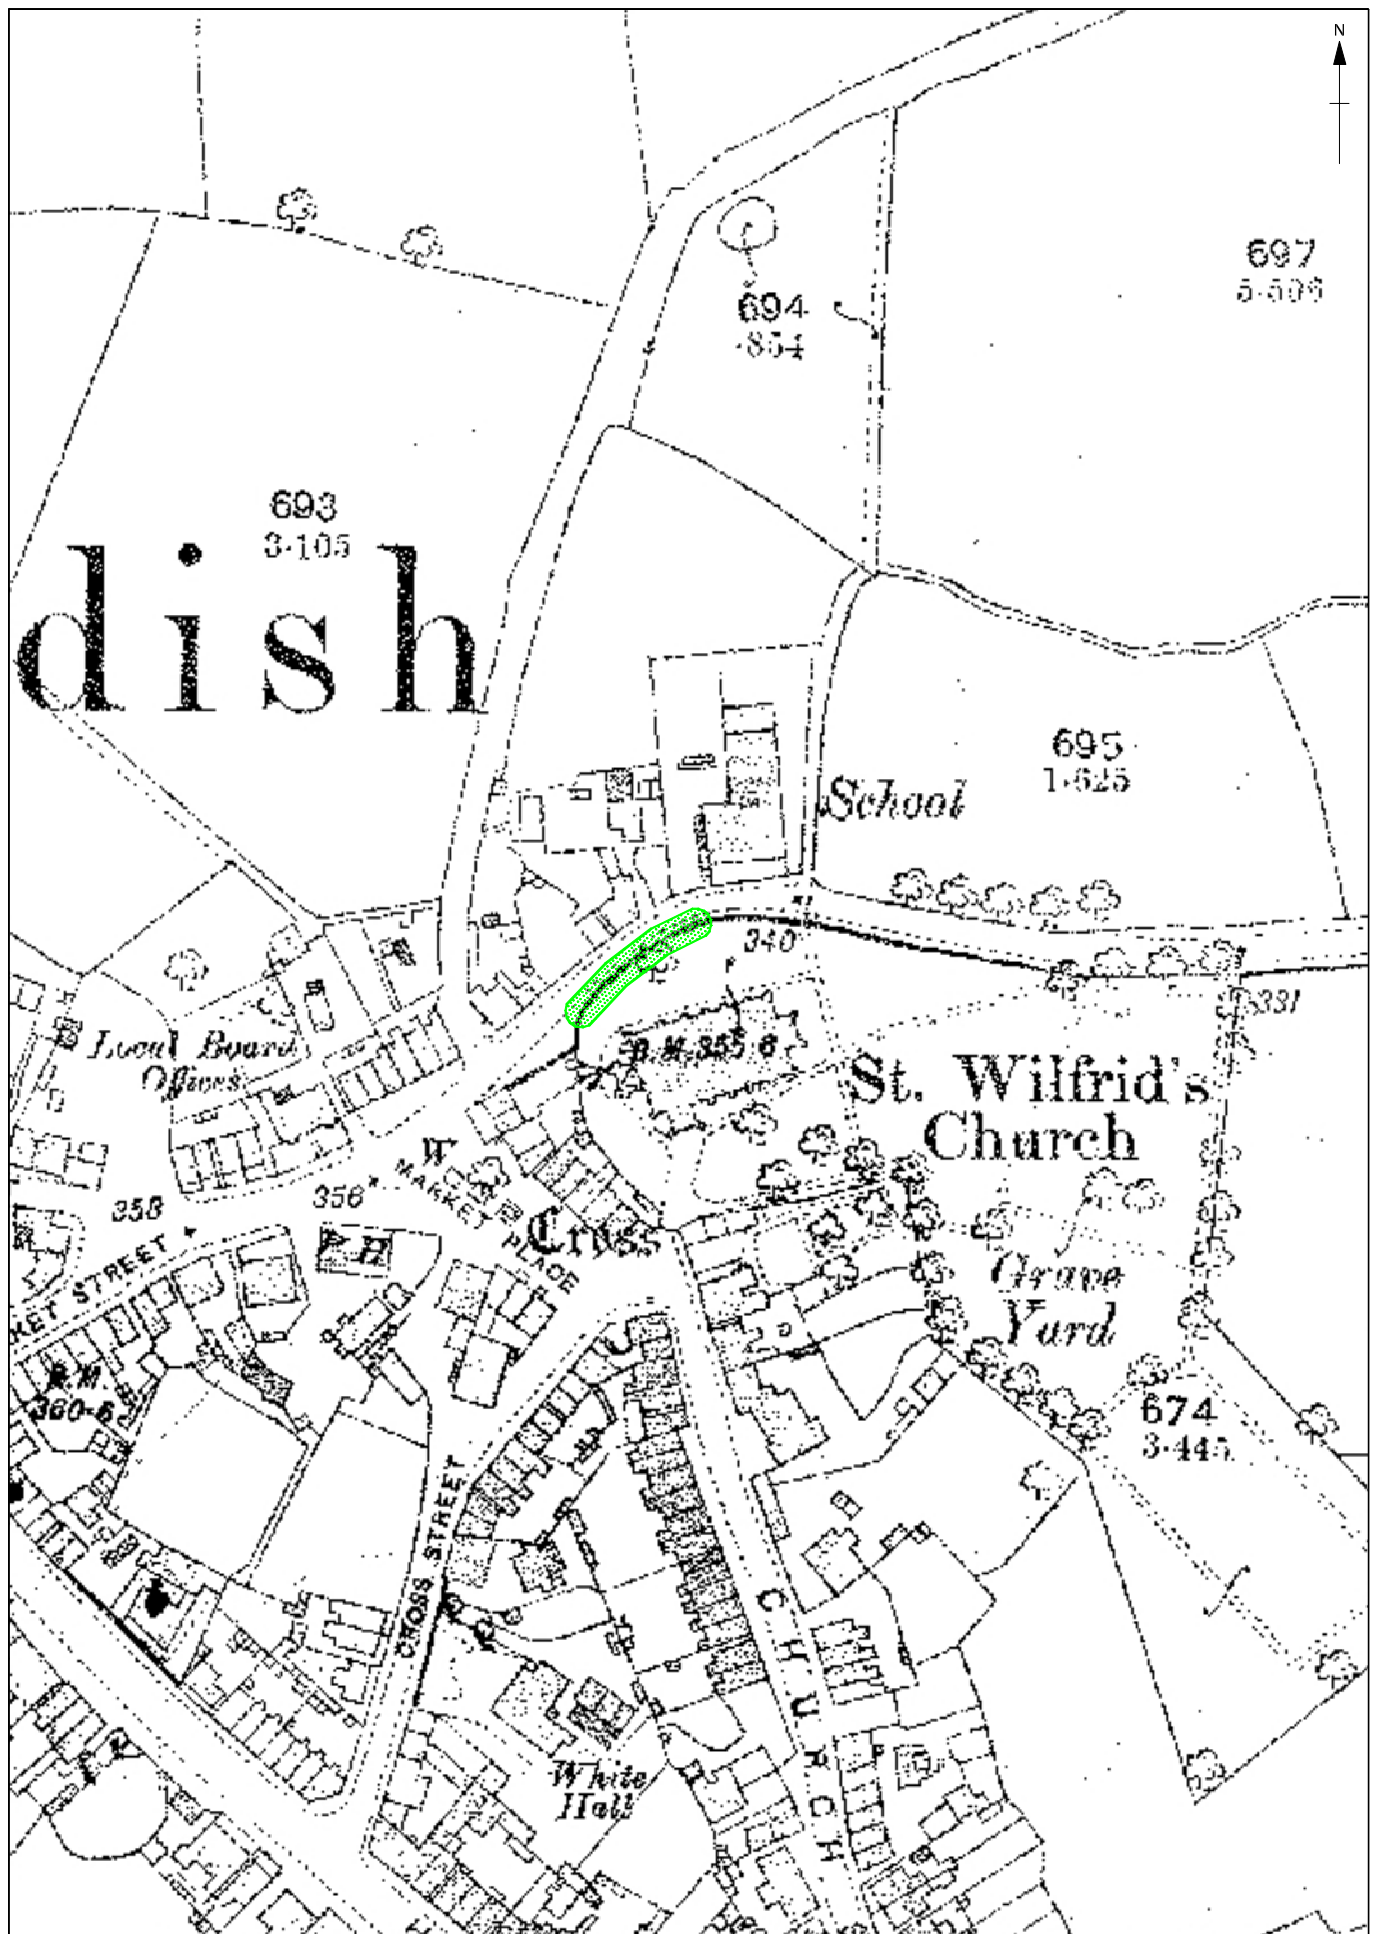 N
697
694
·854
693
3·105
dish
695
1·625
School
340
331
Local Board
Offices
B.M. 355·6
St. Wilfrid's
Church
W
MARKET
PLACE
358
356
P H
Cross
KET STREET
Grave
Yard
B.M
360·6
674
3·445
CROSS STREET
CHURCH
White
Hall